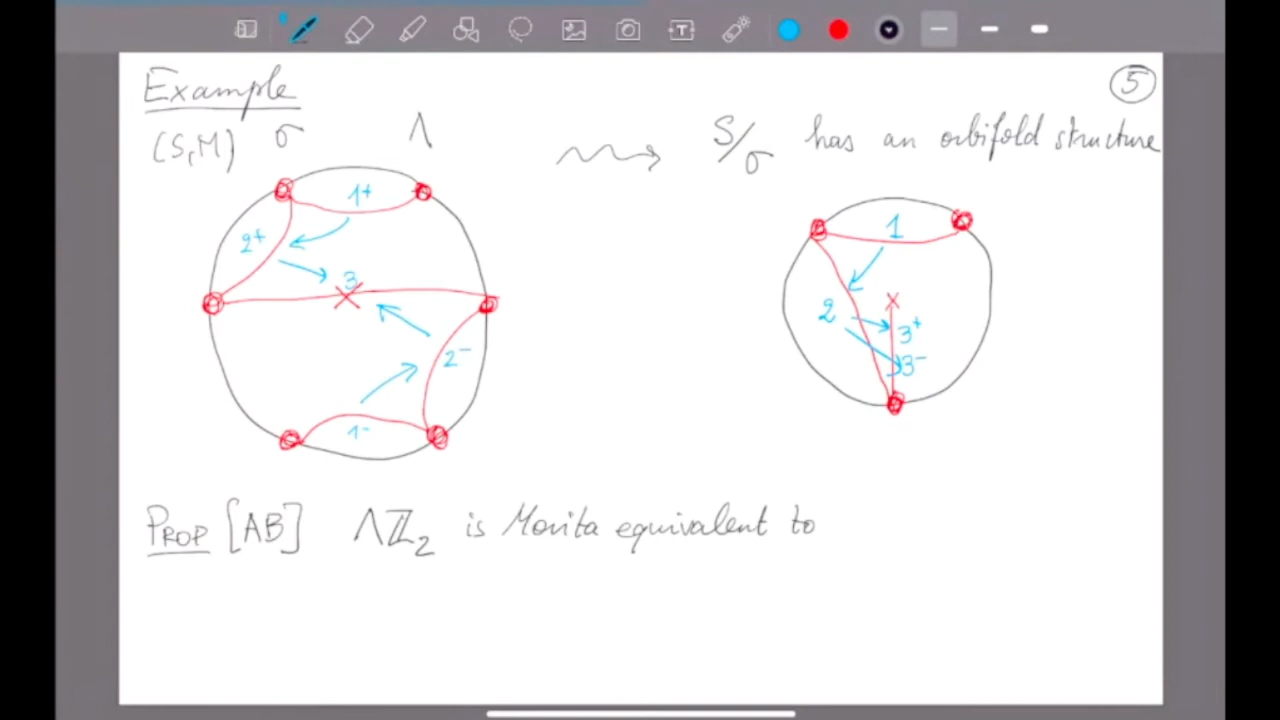 Example
5
(S,M) σ Λ
S/σ has an orbifold structure
1+
2+
3
2-
1-
1
2
3+
3-
PROP [AB] Λℤ₂ is Morita equivalent to